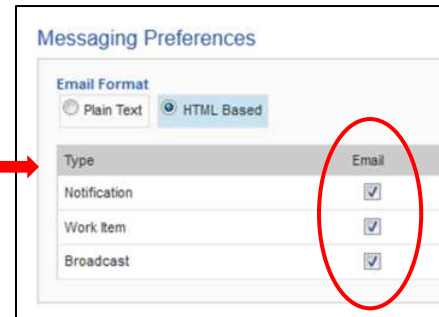 Messaging Preferences
Email Format
Plain Text HTML Based
Type Email
Notification
Work Item
Broadcast